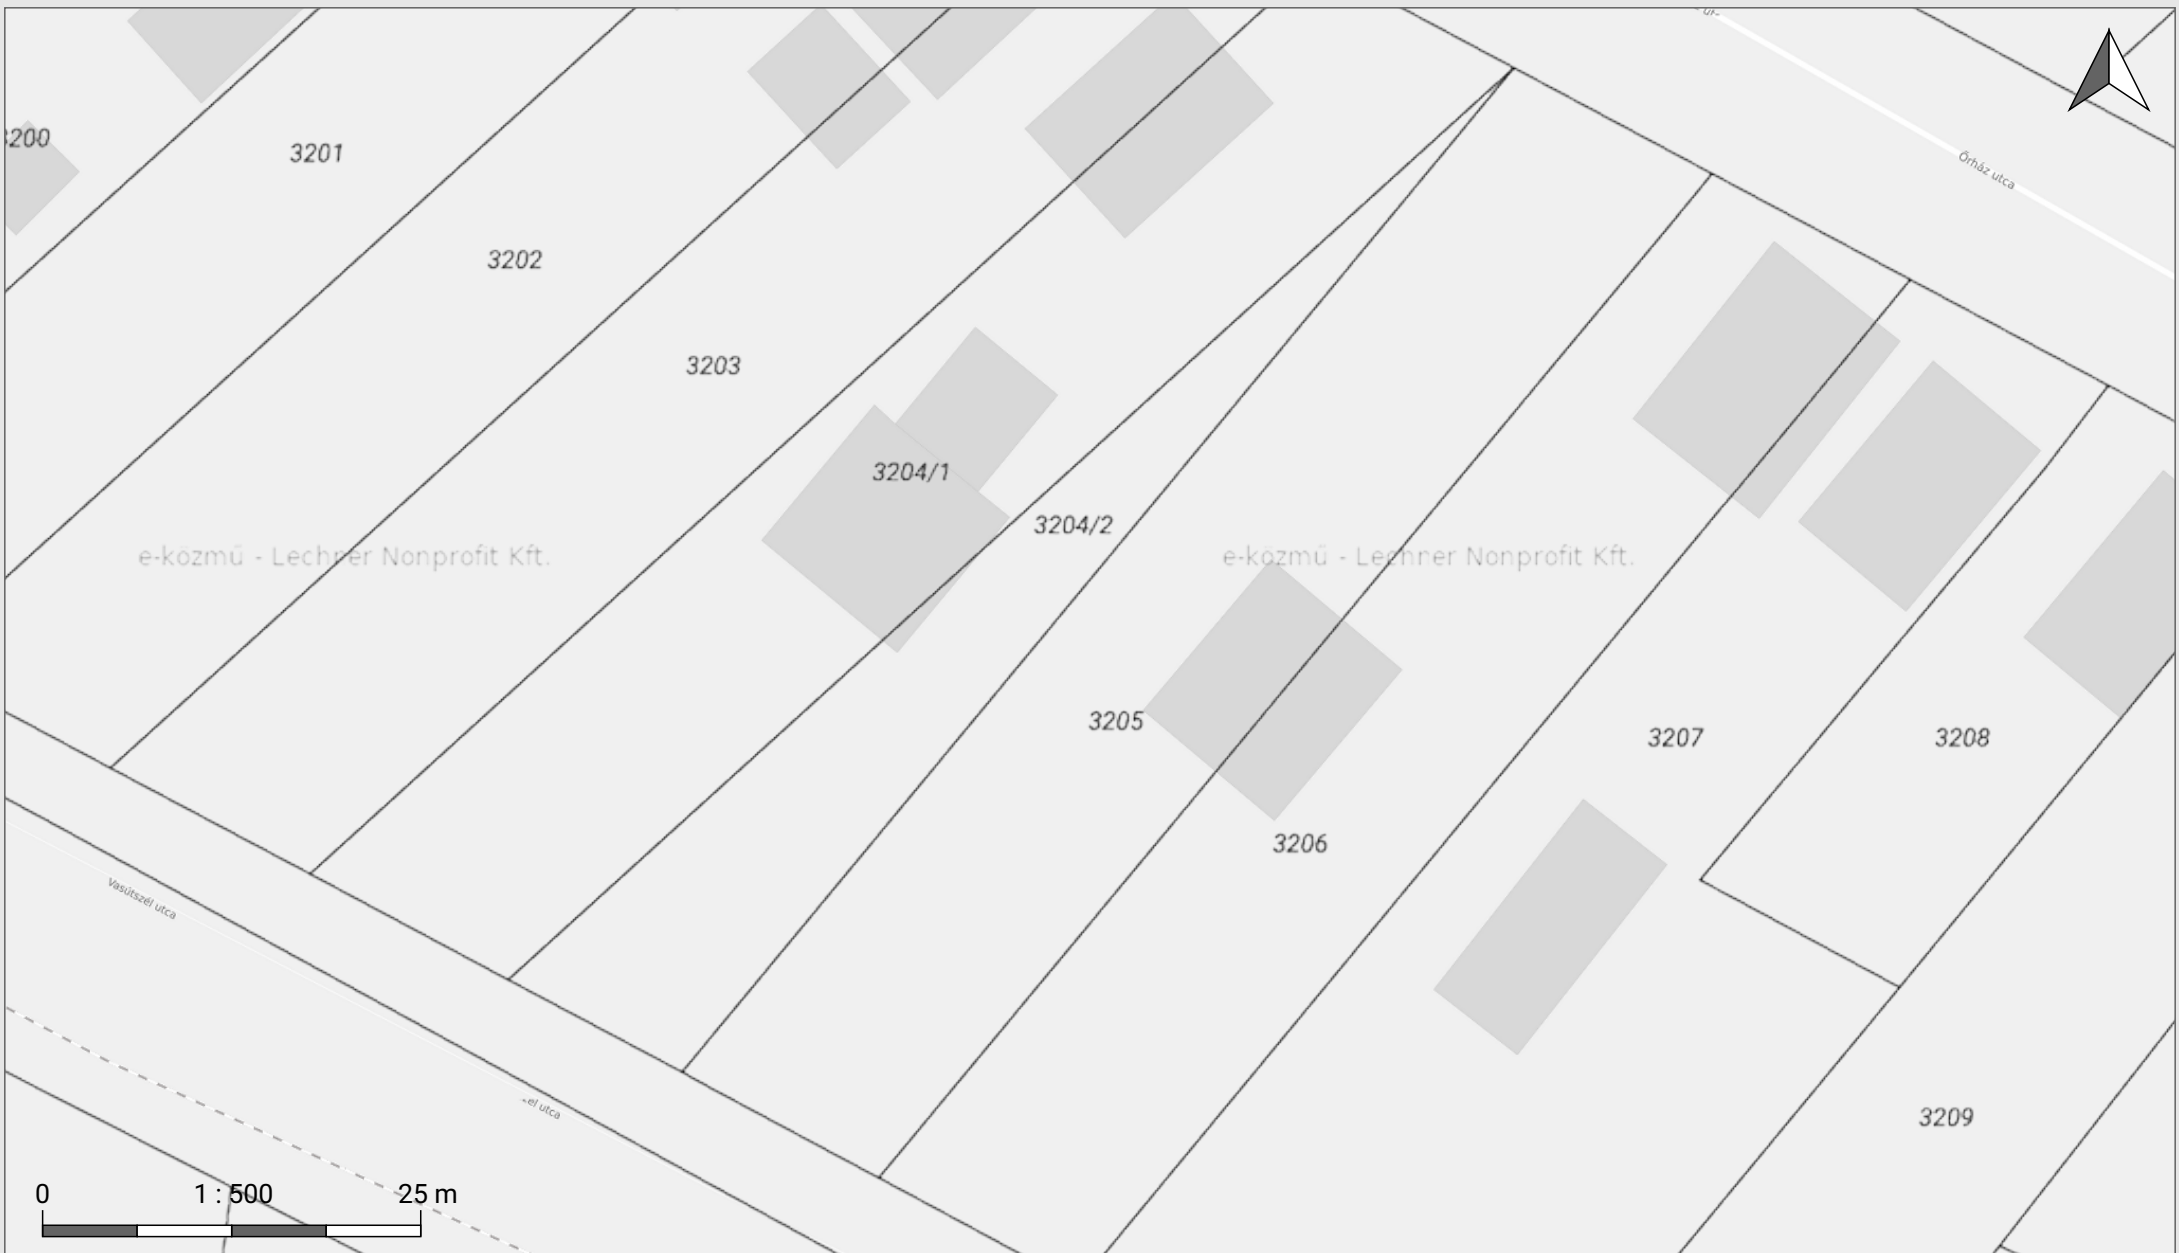 Őrház utca
3200
3201
3202
3203
3204/1
3204/2
e-közmű - Lechner Nonprofit Kft.
e-közmű - Lechner Nonprofit Kft.
3205
3207
3208
3206
Vasútszél utca
utca
3209
0 1 : 500 25 m